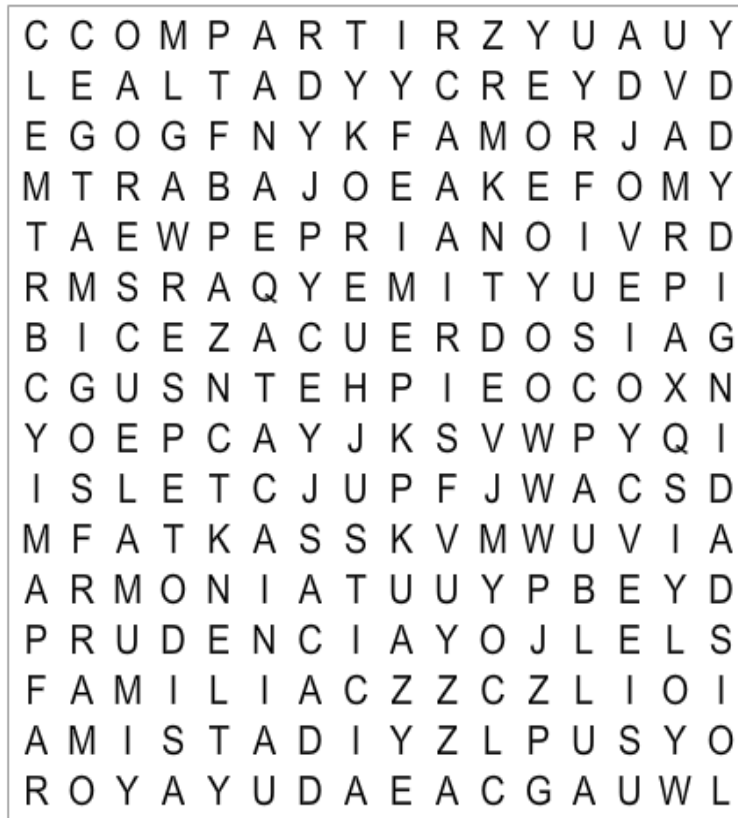 C C O M P A R T I R Z Y U A U Y
L E A L T A D Y Y C R E Y D V D
E G O G F N Y K F A M O R J A D
M T R A B A J O E A K E F O M Y
T A E W P E P R I A N O I V R D
R M S R A Q Y E M I T Y U E P I
B I C E Z A C U E R D O S I A G
C G U S N T E H P I E O C O X N
Y O E P C A Y J K S V W P Y Q I
I S L E T C J U P F J W A C S D
M F A T K A S S K V M W U V I A
A R M O N I A T U U Y P B E Y D
P R U D E N C I A Y O J L E L S
F A M I L I A C Z Z C Z L I O I
A M I S T A D I Y Z L P U S Y O
R O Y A Y U D A E A C G A U W L